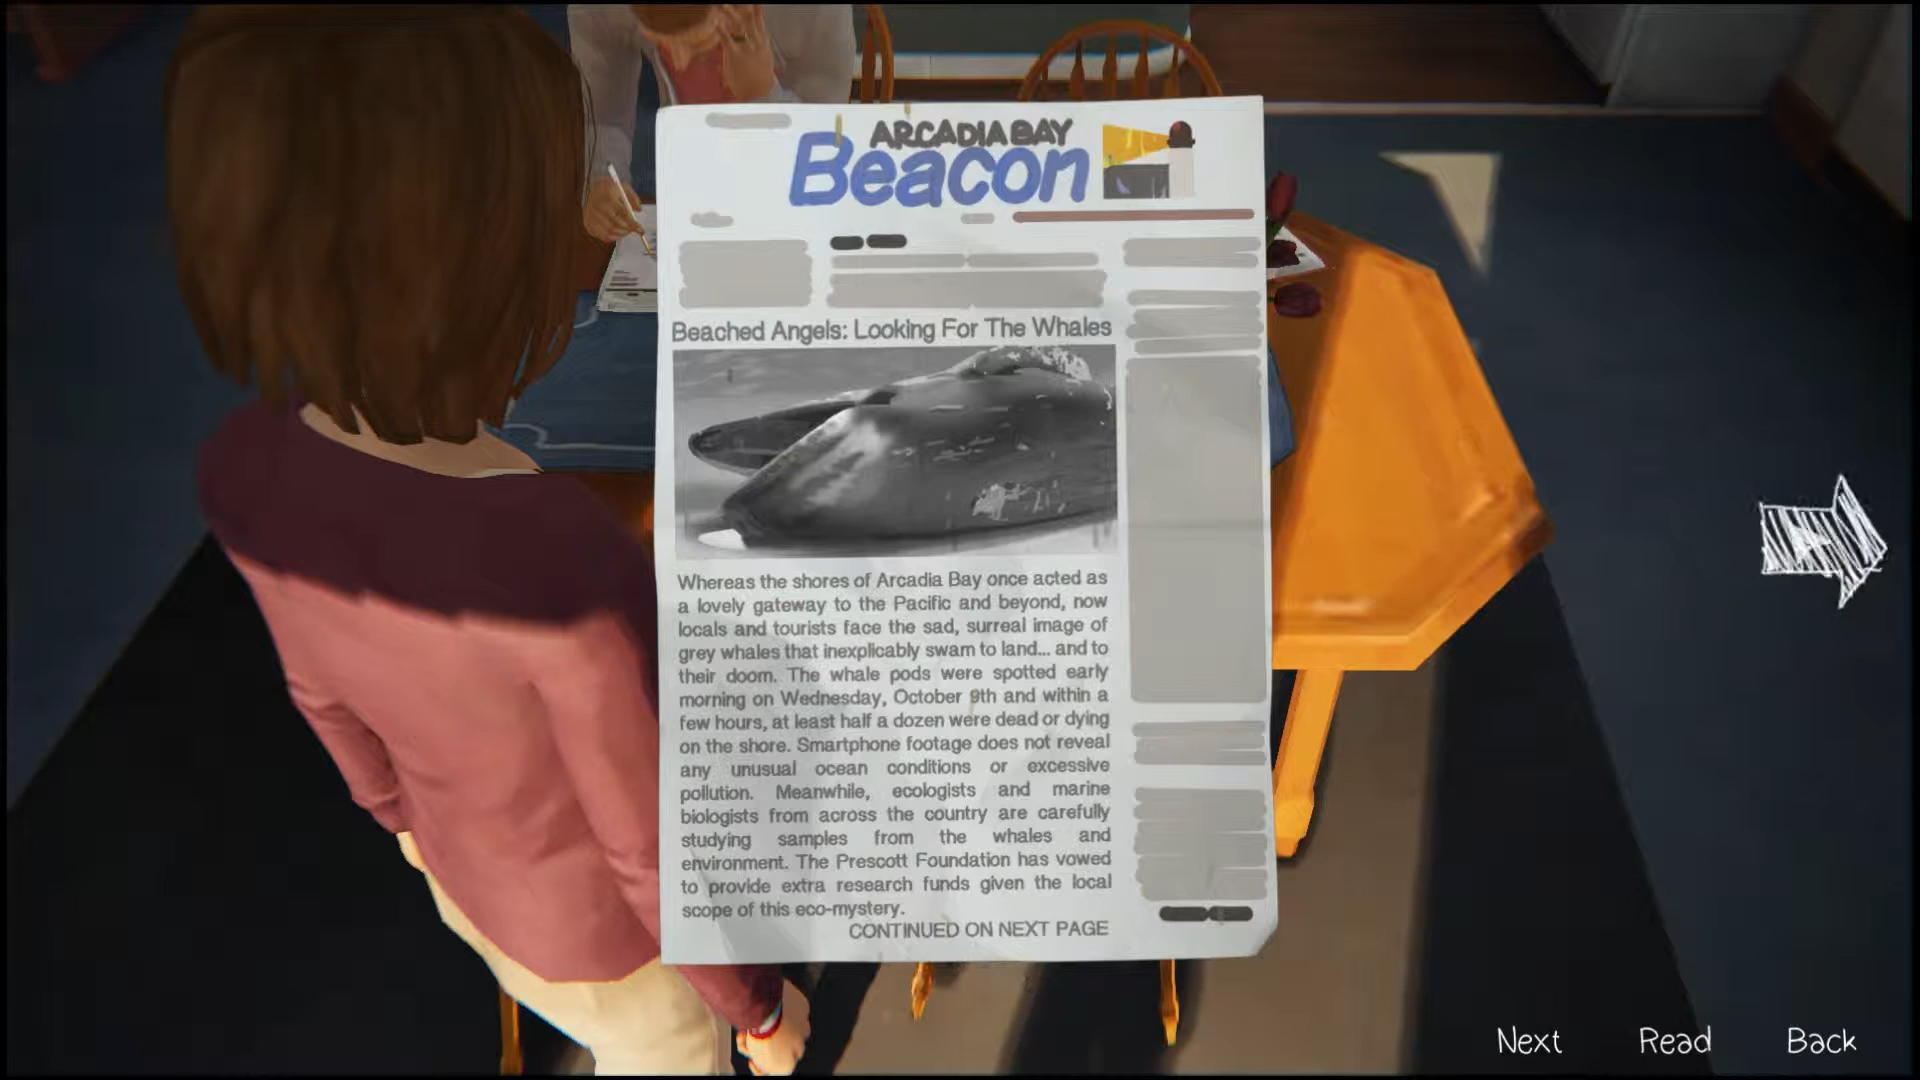 ARCADIA BAY
Beacon
Beached Angels: Looking For The Whales
Whereas the shores of Arcadia Bay once acted as
a lovely gateway to the Pacific and beyond, now
locals and tourists face the sad, surreal image of
grey whales that inexplicably swam to land... and to
their doom. The whale pods were spotted early
morning on Wednesday, October 9th and within a
few hours, at least half a dozen were dead or dying
on the shore. Smartphone footage does not reveal
any unusual ocean conditions or excessive
pollution. Meanwhile, ecologists and marine
biologists from across the country are carefully
studying samples from the whales and
environment. The Prescott Foundation has vowed
to provide extra research funds given the local
scope of this eco-mystery.
CONTINUED ON NEXT PAGE
Next Read Back